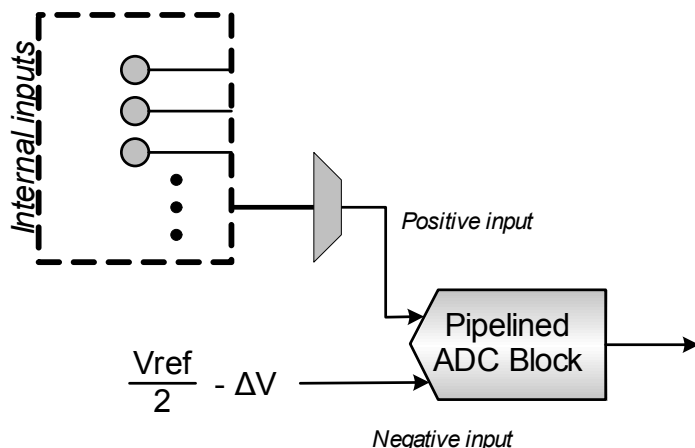 Internal inputs
Positive input
Pipelined
ADC Block
Vref
2
- ΔV
Negative input